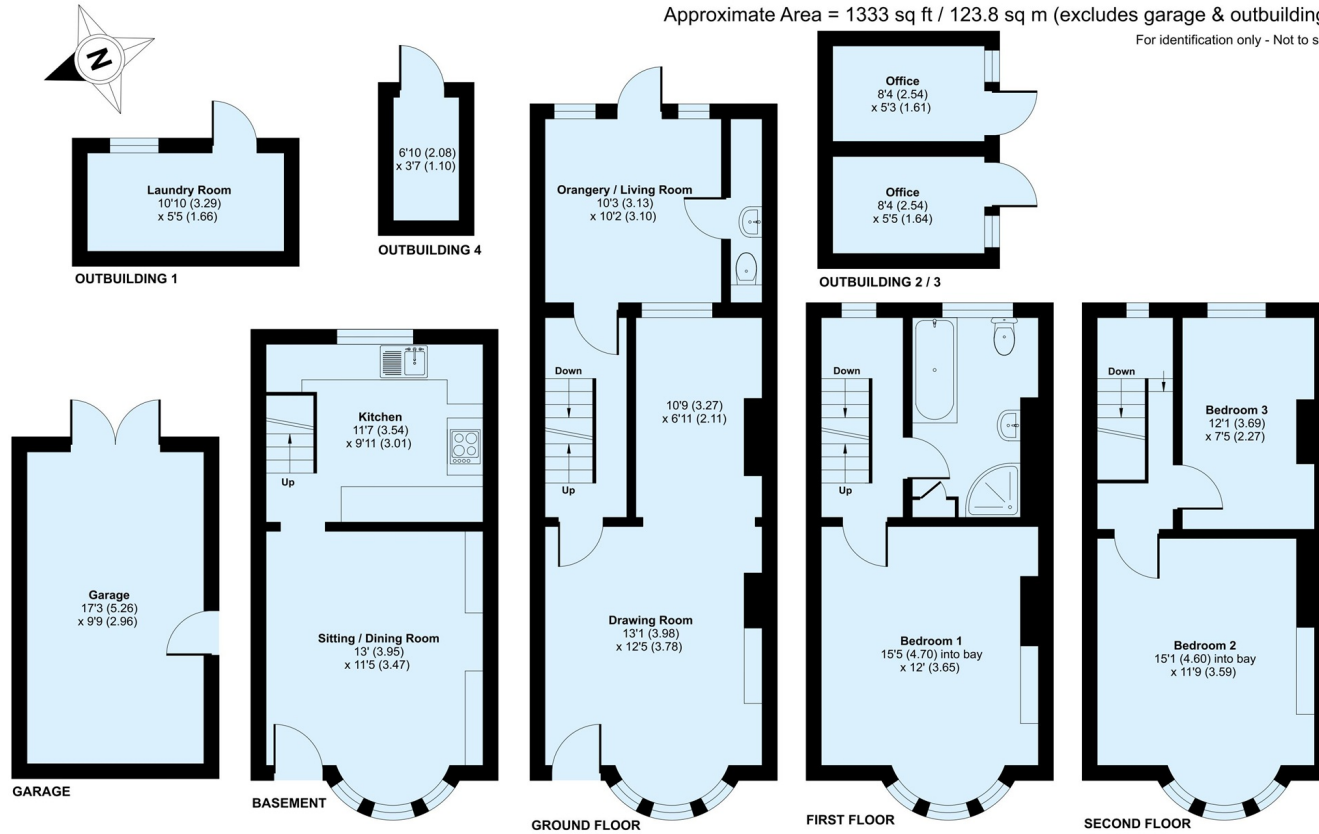 Approximate Area = 1333 sq ft / 123.8 sq m (excludes garage & outbuilding
For identification only - Not to s
N
Laundry Room
10'10 (3.29)
x 5'5 (1.66)
OUTBUILDING 1
6'10 (2.08)
x 3'7 (1.10)
OUTBUILDING 4
Orangery / Living Room
10'3 (3.13)
x 10'2 (3.10)
Office
8'4 (2.54)
x 5'3 (1.61)
Office
8'4 (2.54)
x 5'5 (1.64)
OUTBUILDING 2 / 3
Garage
17'3 (5.26)
x 9'9 (2.96)
GARAGE
Kitchen
11'7 (3.54)
x 9'11 (3.01)
Up
Sitting / Dining Room
13' (3.95)
x 11'5 (3.47)
BASEMENT
Down
Up
10'9 (3.27)
x 6'11 (2.11)
Drawing Room
13'1 (3.98)
x 12'5 (3.78)
GROUND FLOOR
Down
Up
Bedroom 1
15'5 (4.70) into bay
x 12' (3.65)
FIRST FLOOR
Down
Bedroom 3
12'1 (3.69)
x 7'5 (2.27)
Bedroom 2
15'1 (4.60) into bay
x 11'9 (3.59)
SECOND FLOOR